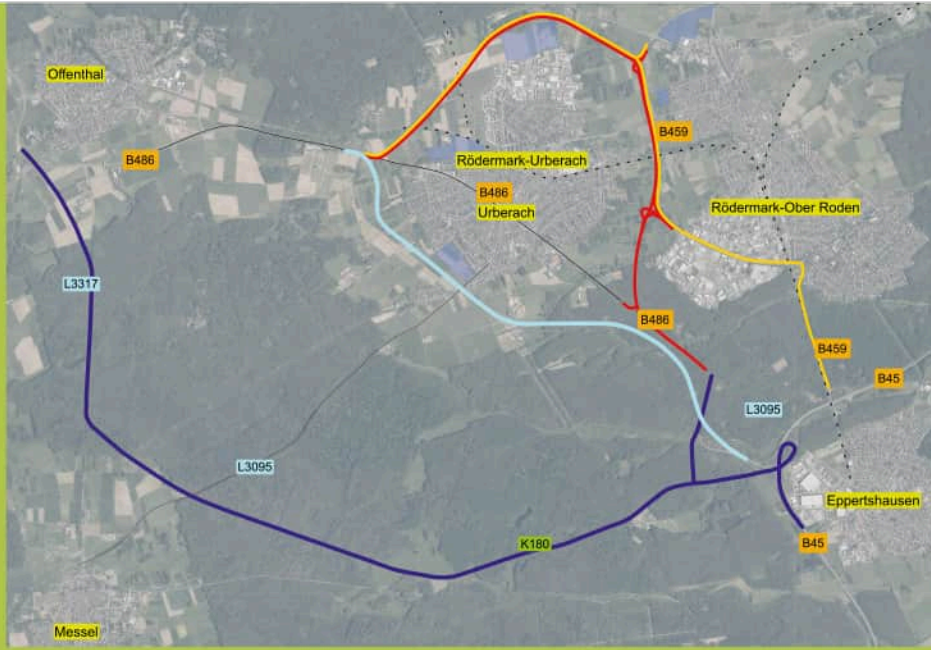 Offenthal
B486
B459
Rödermark-Urberach
B486
Urberach
Rödermark-Ober Roden
L3317
B486
B459
B45
L3095
L3095
Eppertshausen
K180
B45
Messel